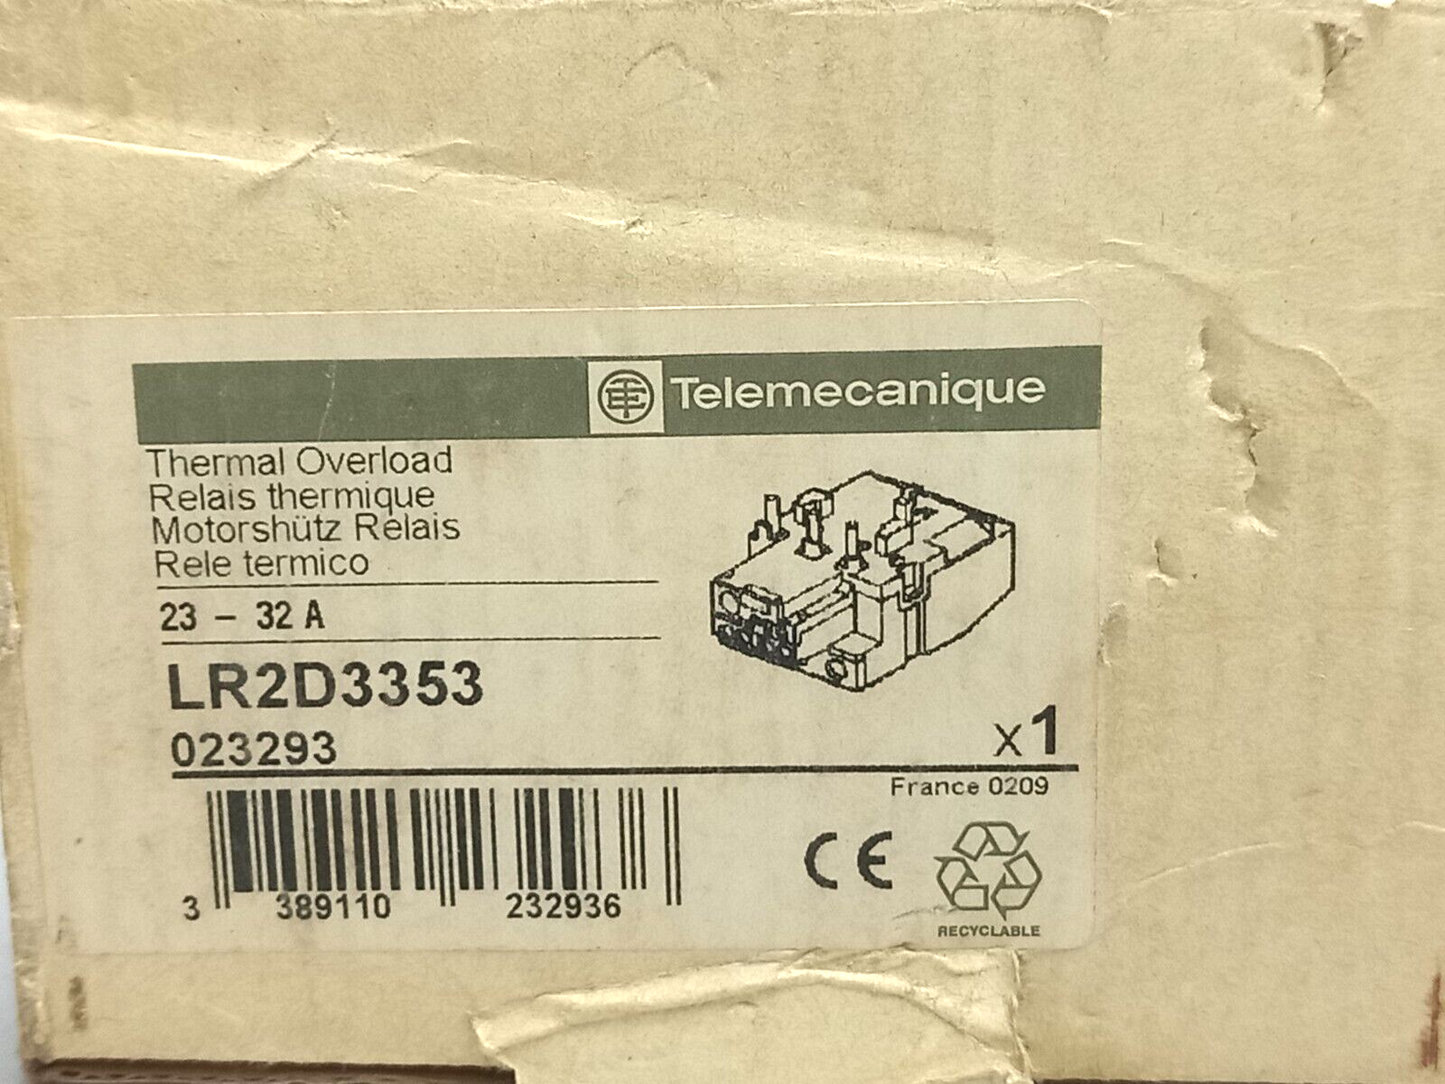 Telemecanique
Thermal Overload
Relais thermique
Motorshütz Relais
Rele termico
23 – 32 A
LR2D3353
023293
x1
France 0209
3 389110 232936
CE
RECYCLABLE